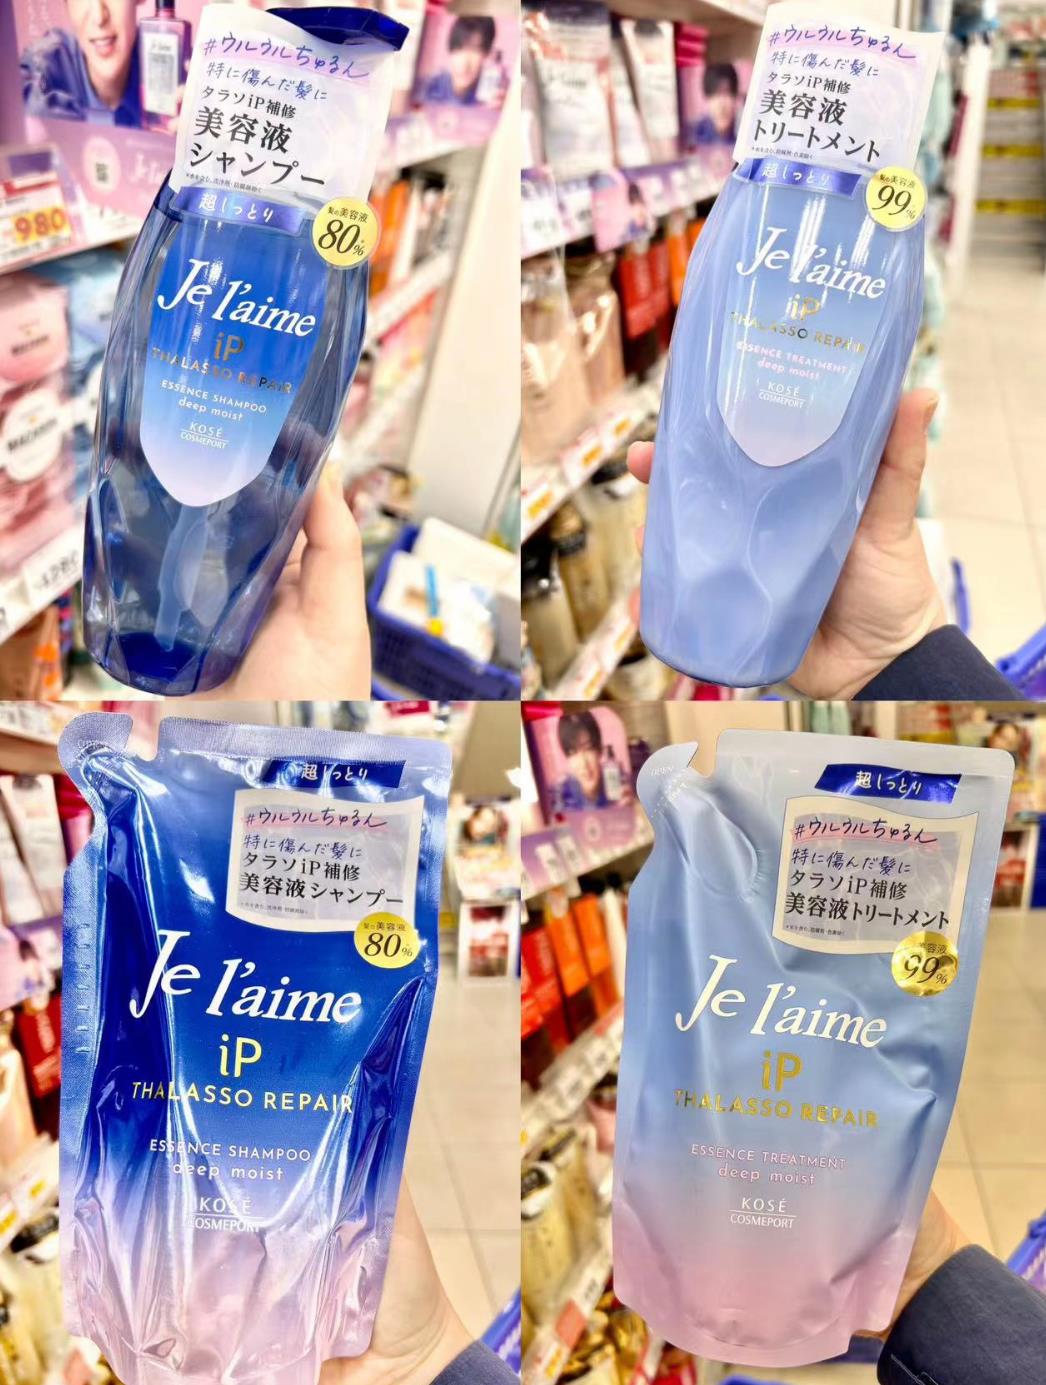 #ウルウルちゅるん
特に傷んだ髪に
タラソiP補修
美容液
シャンプー
超しっとり
髪の美容液
80%
Je l'aime
iP
THALASSO REPAIR
ESSENCE SHAMPOO
deep moist
KOSÉ
COSMEPORT
980
#ウルウルちゅるん
特に傷んだ髪に
タラソiP補修
美容液
トリートメント
超しっとり
髪の美容液
99%
Je l'aime
iP
THALASSO REPAIR
ESSENCE TREATMENT
deep moist
KOSÉ
COSMEPORT
超しっとり
#ウルウルちゅるん
特に傷んだ髪に
タラソiP補修
美容液シャンプー
髪の美容液
80%
Je l'aime
iP
THALASSO REPAIR
ESSENCE SHAMPOO
deep moist
KOSÉ
COSMEPORT
超しっとり
#ウルウルちゅるん
特に傷んだ髪に
タラソiP補修
美容液トリートメント
美容液
99%
Je l'aime
iP
THALASSO REPAIR
ESSENCE TREATMENT
deep moist
KOSÉ
COSMEPORT